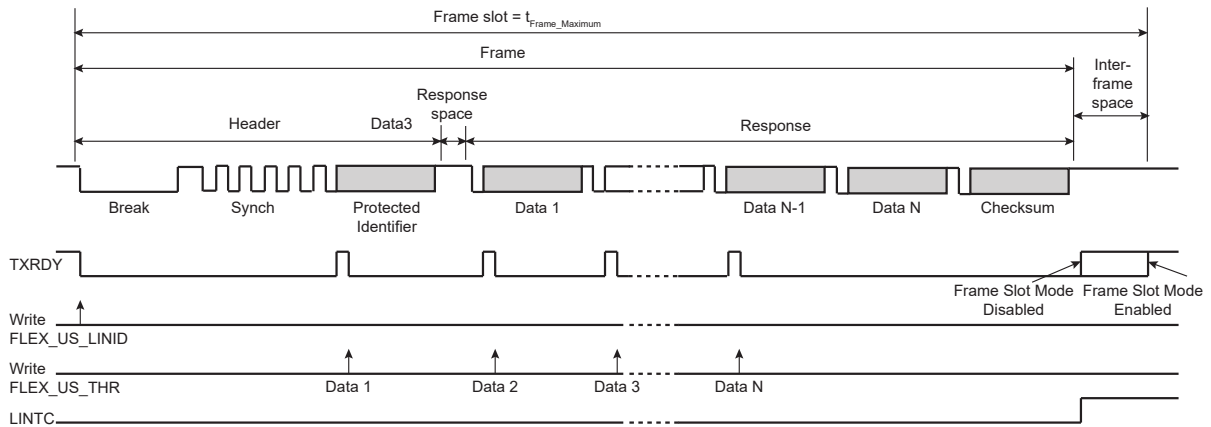 Frame slot = tFrame_Maximum
Frame
Inter-
frame
space
Response
space
Header
Data3
Response
Break
Synch
Protected
Identifier
Data 1
Data N-1
Data N
Checksum
TXRDY
Frame Slot Mode
Disabled
Frame Slot Mode
Enabled
Write
FLEX_US_LINID
Write
FLEX_US_THR
Data 1
Data 2
Data 3
Data N
LINTC